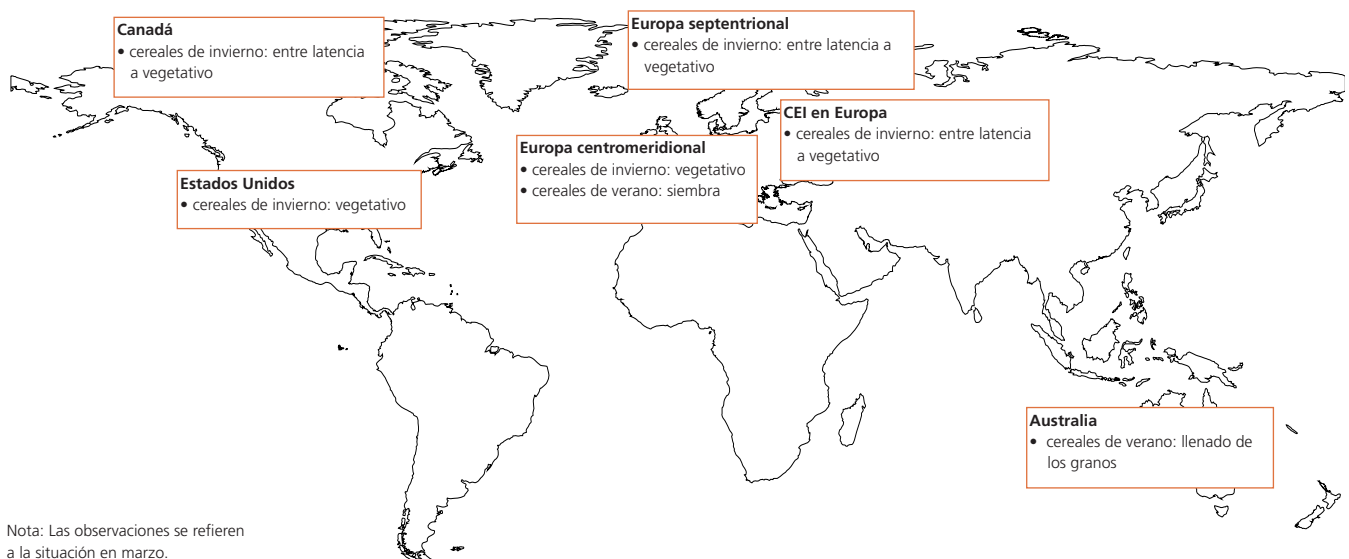 Canadá
• cereales de invierno: entre latencia
a vegetativo
Europa septentrional
• cereales de invierno: entre latencia a
vegetativo
CEI en Europa
• cereales de invierno: entre latencia
a vegetativo
Europa centromeridional
• cereales de invierno: vegetativo
• cereales de verano: siembra
Estados Unidos
• cereales de invierno: vegetativo
Australia
• cereales de verano: llenado de
los granos
Nota: Las observaciones se refieren
a la situación en marzo.